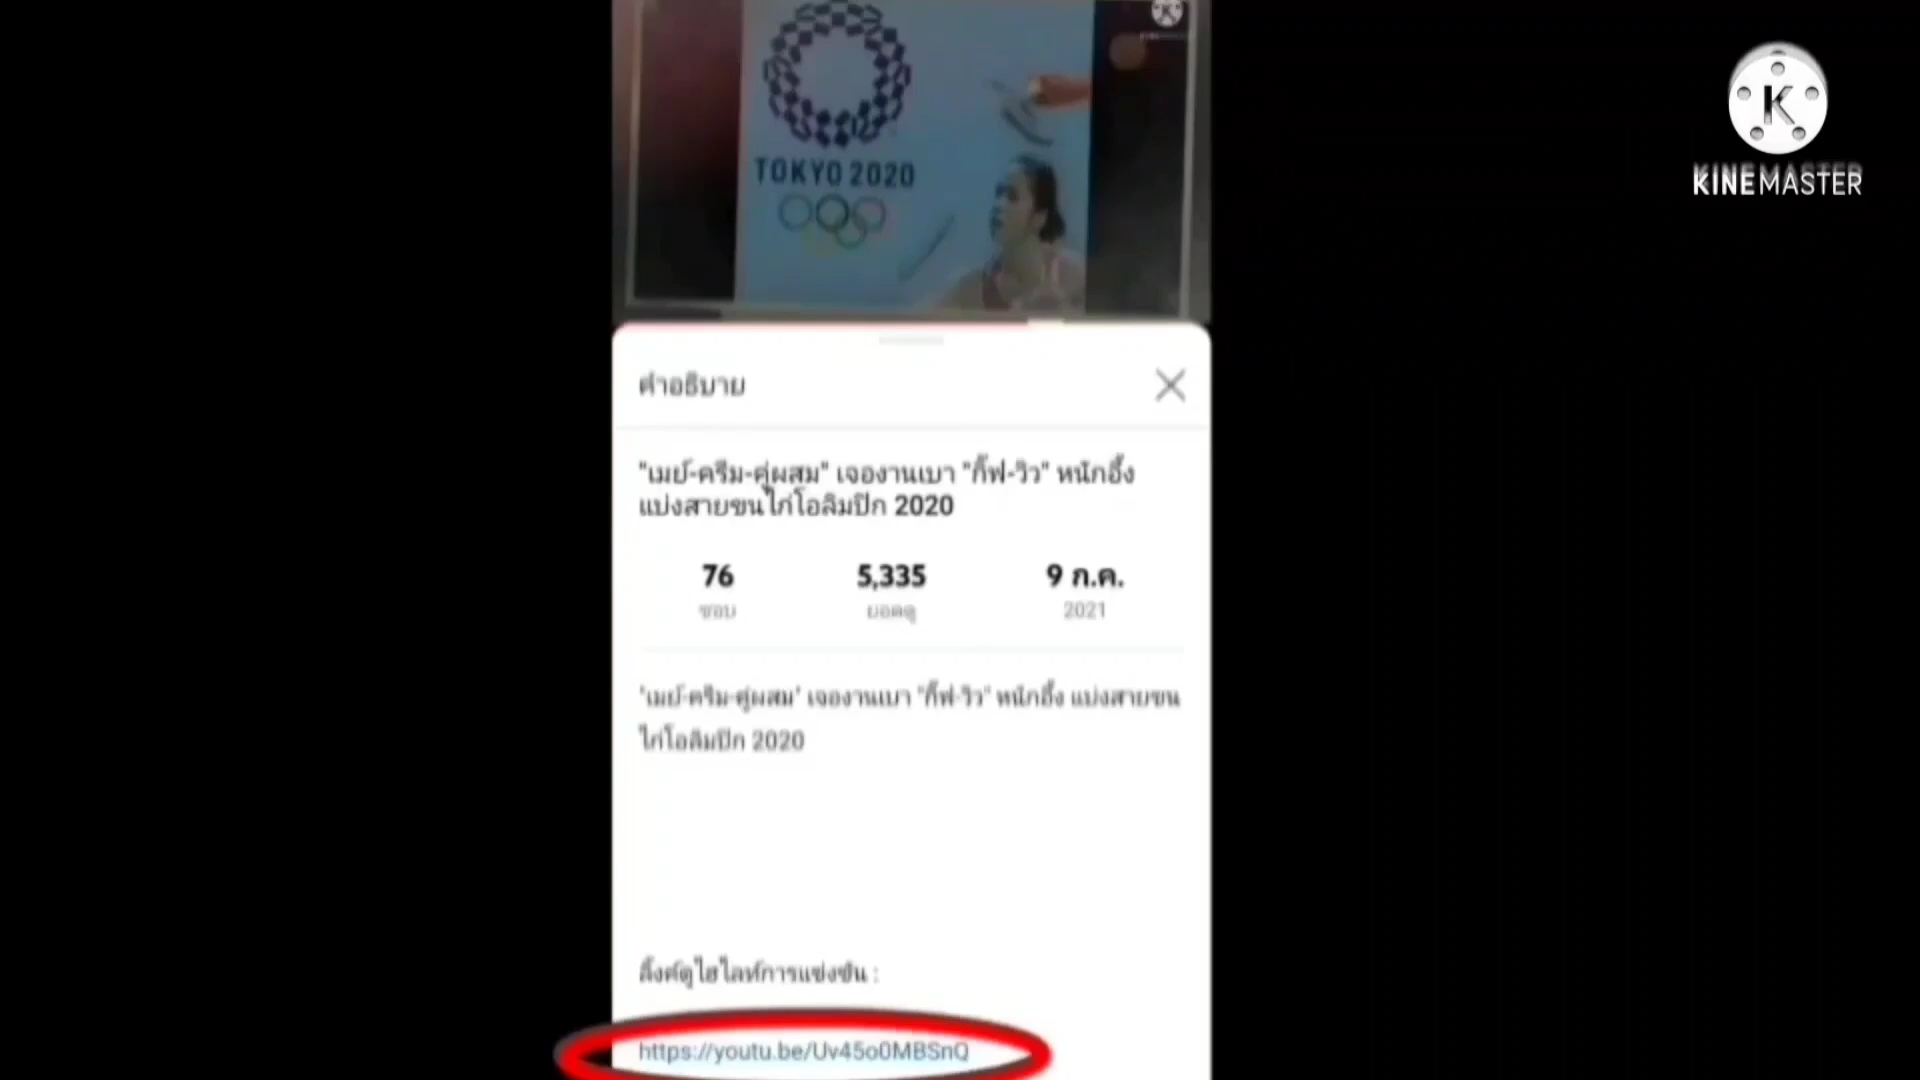 TOKYO 2020
KINEMASTER
คำอธิบาย
"เมย์-ครีม-คู่ผสม" เจองานเบา "กิ๊ฟ-วิว" หนักอึ้ง
แบ่งสายขนไก่โอลิมปิก 2020
76 5,335 9 ก.ค.
ชอบ ยอดดู 2021
"เมย์-ครีม-คู่ผสม" เจองานเบา "กิ๊ฟ-วิว" หนักอึ้ง แบ่งสายขน
ไก่โอลิมปิก 2020
ลิ้งค์ดูไฮไลท์การแข่งขัน :
https://youtu.be/Uv45o0MBSnQ